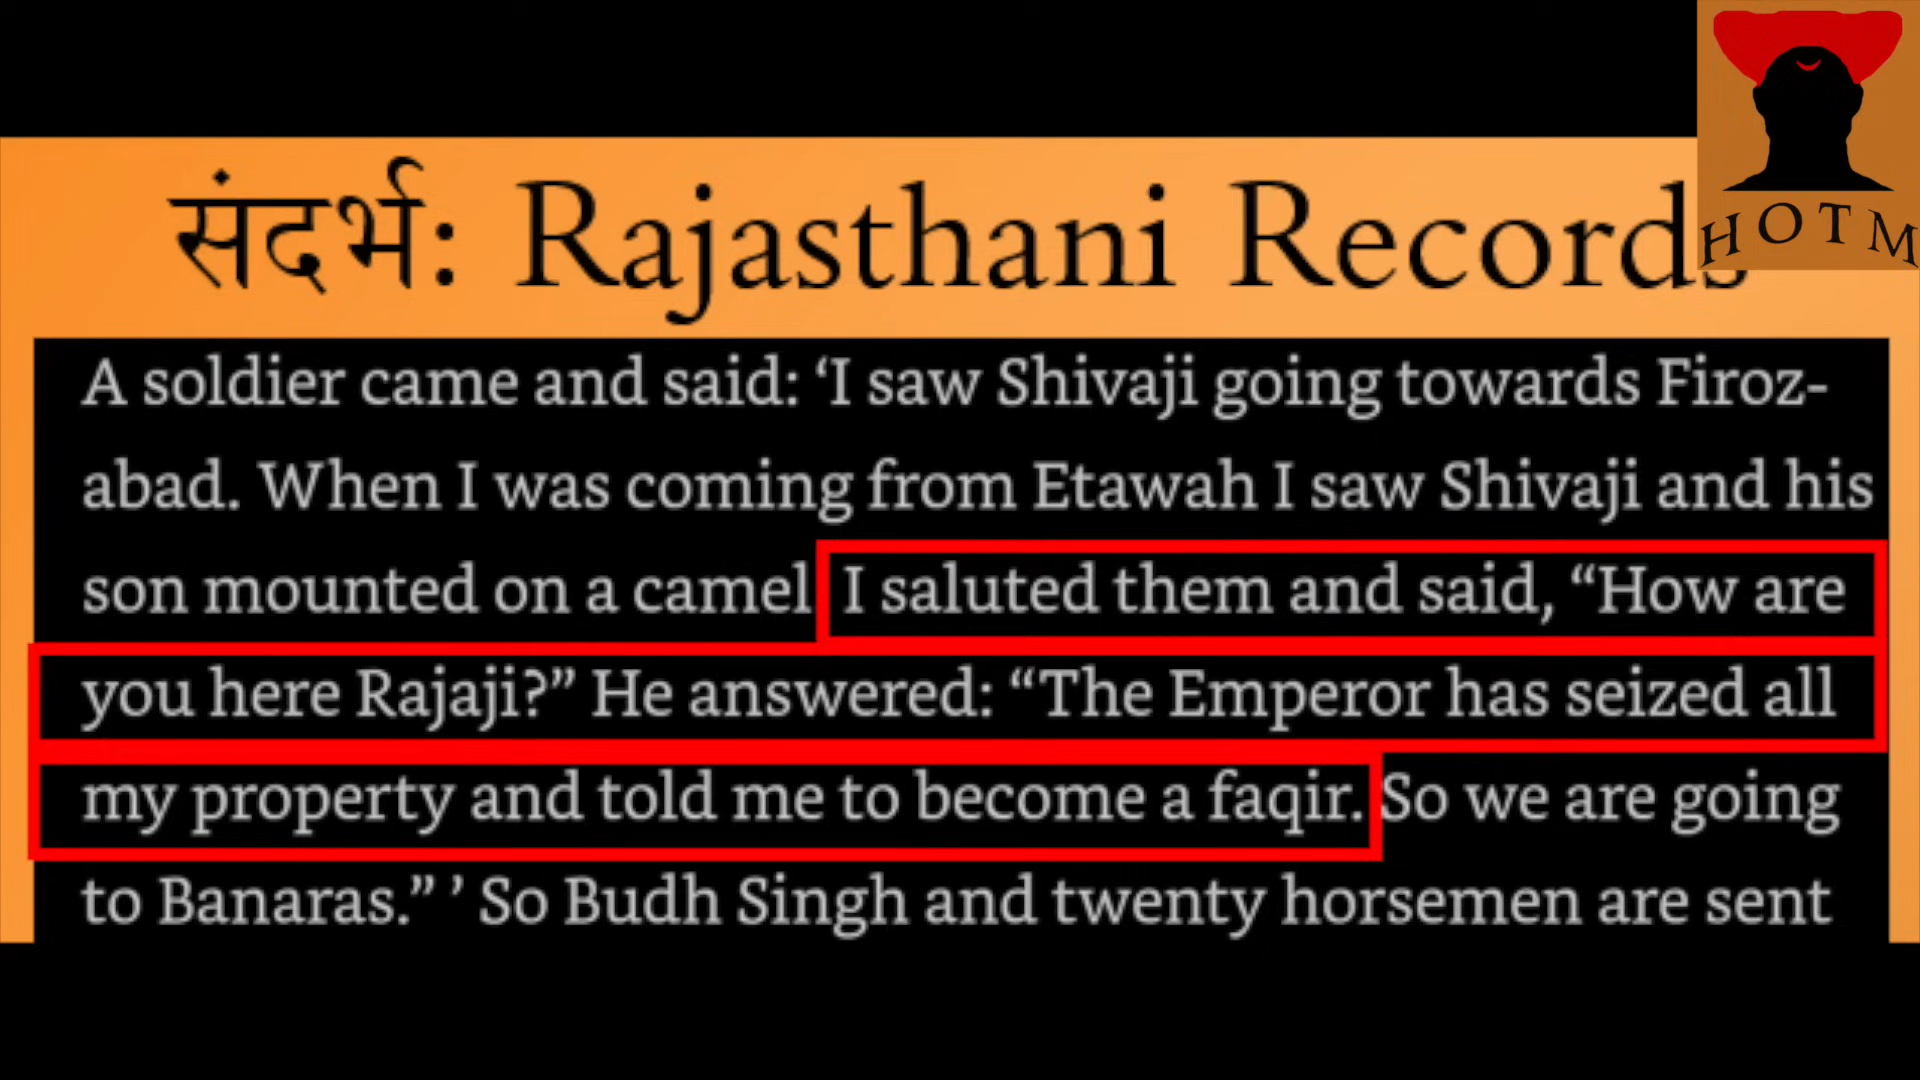 संदर्भ: Rajasthani Records
HOTM
A soldier came and said: ‘I saw Shivaji going towards Firoz-
abad. When I was coming from Etawah I saw Shivaji and his
son mounted on a camel I saluted them and said, “How are
you here Rajaji?” He answered: “The Emperor has seized all
my property and told me to become a faqir. So we are going
to Banaras.” ’ So Budh Singh and twenty horsemen are sent